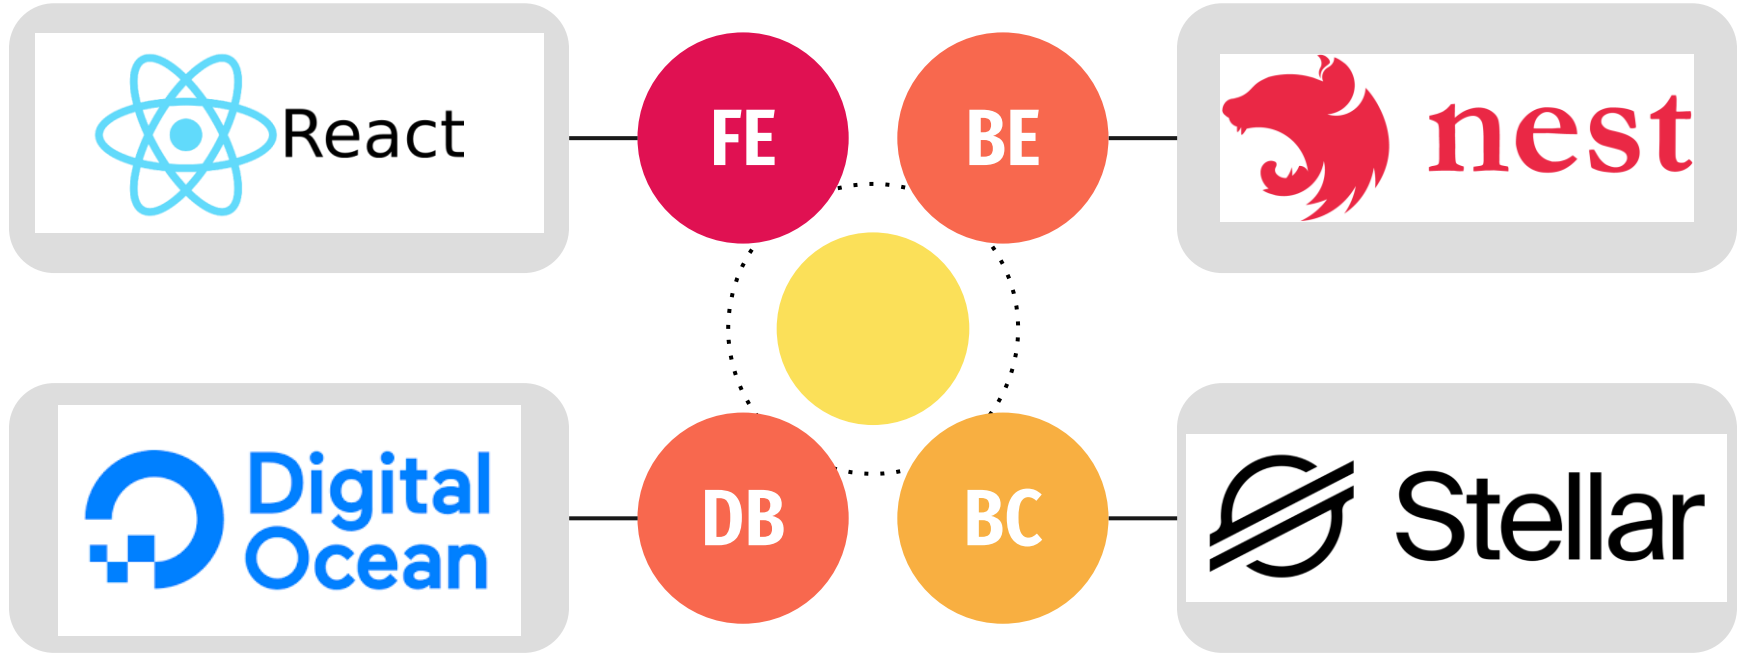 React
FE
BE
nest
Digital
Ocean
DB
BC
Stellar